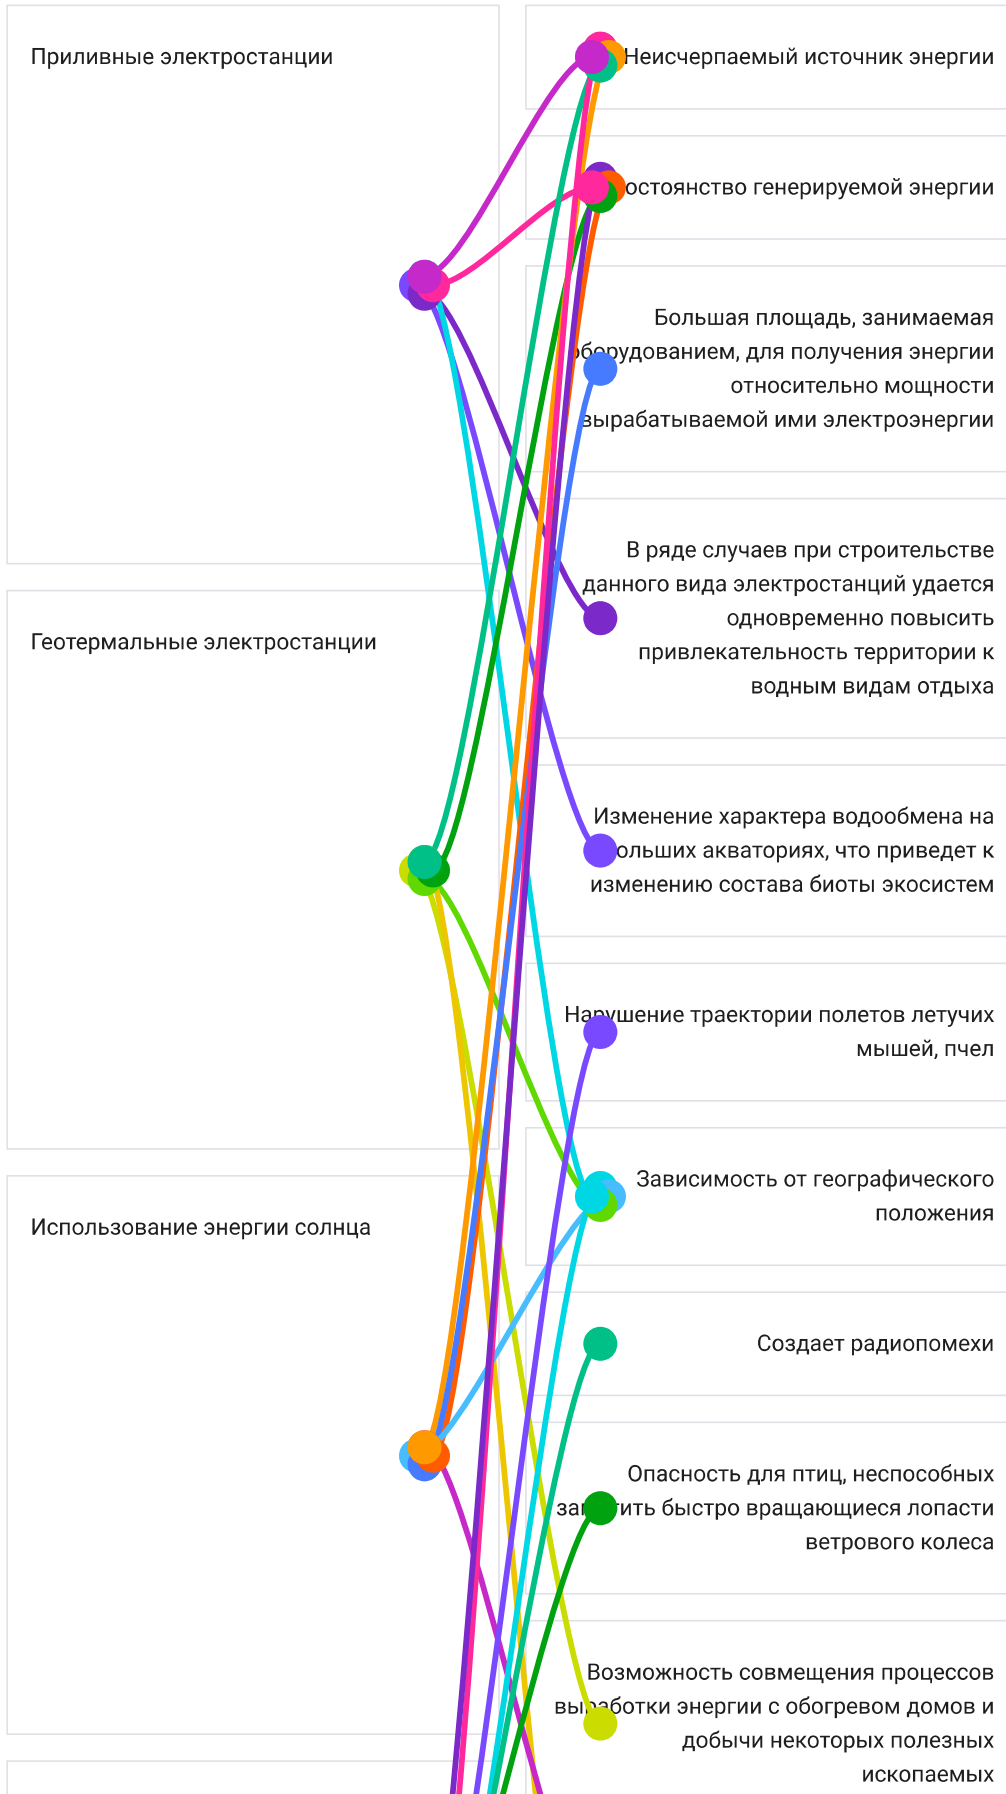 Приливные электростанции
Неисчерпаемый источник энергии
остоянство генерируемой энергии
Большая площадь, занимаемая
оборудованием, для получения энергии
относительно мощности
вырабатываемой ими электроэнергии
В ряде случаев при строительстве
данного вида электростанций удается
одновременно повысить
привлекательность территории к
водным видам отдыха
Геотермальные электростанции
Изменение характера водообмена на
ольших акваториях, что приведет к
изменению состава биоты экосистем
Нарушение траектории полетов летучих
мышей, пчел
Зависимость от географического
положения
Использование энергии солнца
Создает радиопомехи
Опасность для птиц, неспособных
быстро вращающиеся лопасти
ветрового колеса
Возможность совмещения процессов
выработки энергии с обогревом домов и
добычи некоторых полезных
ископаемых